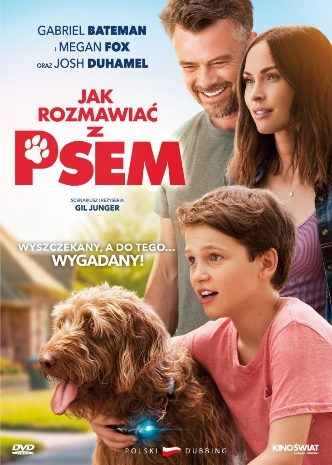 GABRIEL BATEMAN
I MEGAN FOX
ORAZ JOSH DUHAMEL
JAK
ROZMAWIAĆ
Z
PSEM
SCENARIUSZ I REŻYSERIA
GIL JUNGER
WYSZCZEKANY, A DO TEGO...
WYGADANY!
DVD
POLSKI DUBBING
KINOŚWIAT